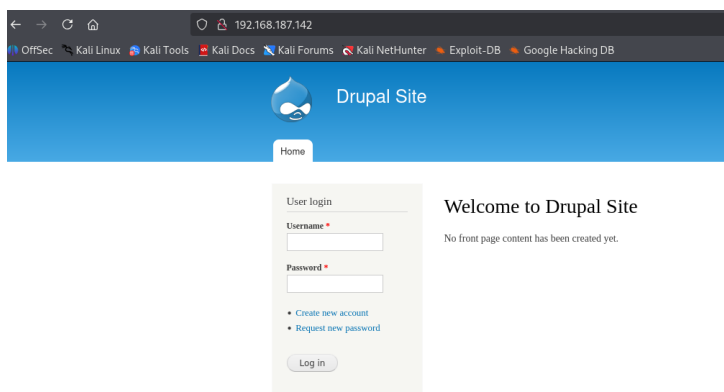 192.168.187.142
OffSec Kali Linux Kali Tools Kali Docs Kali Forums Kali NetHunter Exploit-DB Google Hacking DB
Drupal Site
Home
User login
Username *
Password *
Create new account
Request new password
Log in
Welcome to Drupal Site
No front page content has been created yet.